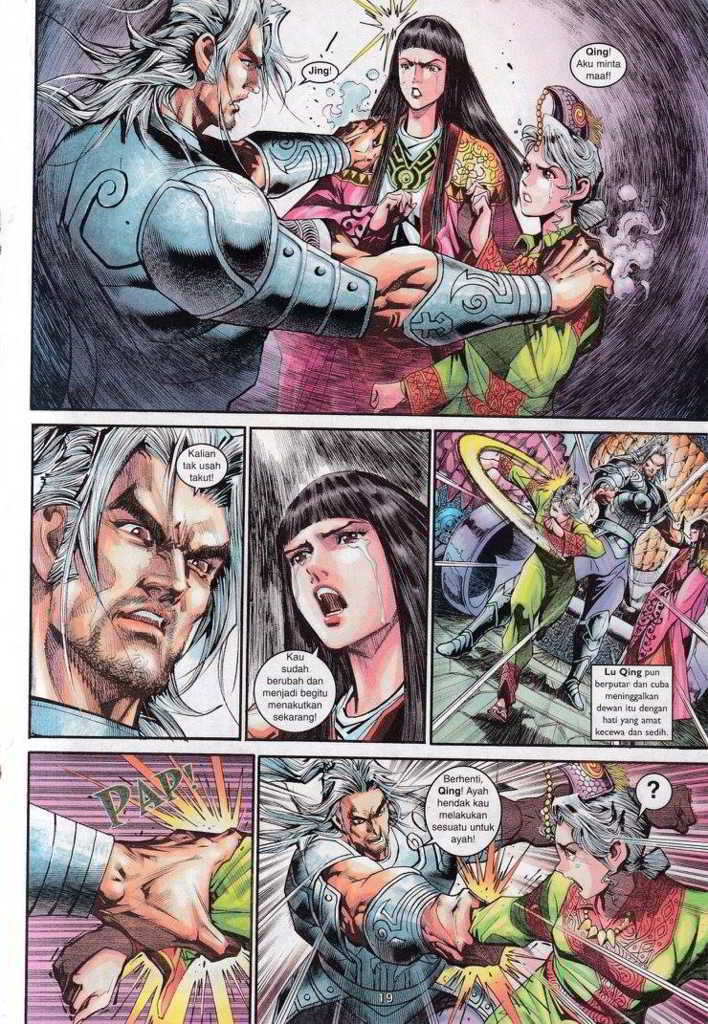 Jing!
Qing!
Aku minta
maaf!
Kalian
tak usah
takut!
Kau
sudah
berubah dan
menjadi begitu
menakutkan
sekarang!
Lu Qing pun
berputar dan cuba
meninggalkan
dewan itu dengan
hati yang amat
kecewa dan sedih.
PAP!
Berhenti,
Qing! Ayah
hendak kau
melakukan
sesuatu untuk
ayah!
?
19